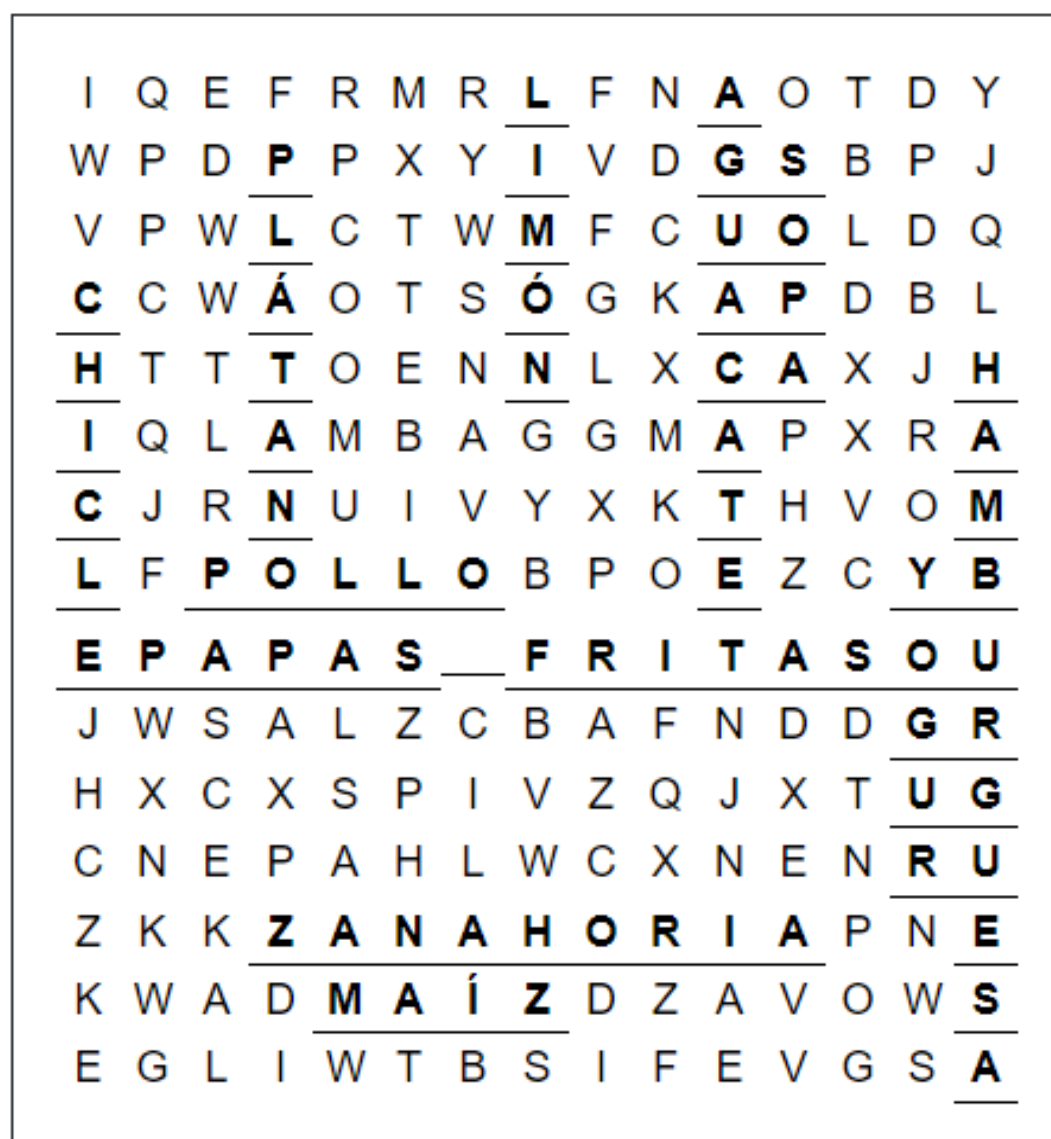 I Q E F R M R L F N A O T D Y
W P D P P X Y I V D G S B P J
V P W L C T W M F C U O L D Q
C C W Á O T S Ó G K A P D B L
H T T T O E N N L X C A X J H
I Q L A M B A G G M A P X R A
C J R N U I V Y X K T H V O M
L F P O L L O B P O E Z C Y B
E P A P A S _ F R I T A S O U
J W S A L Z C B A F N D D G R
H X C X S P I V Z Q J X T U G
C N E P A H L W C X N E N R U
Z K K Z A N A H O R I A P N E
K W A D M A Í Z D Z A V O W S
E G L I W T B S I F E V G S A